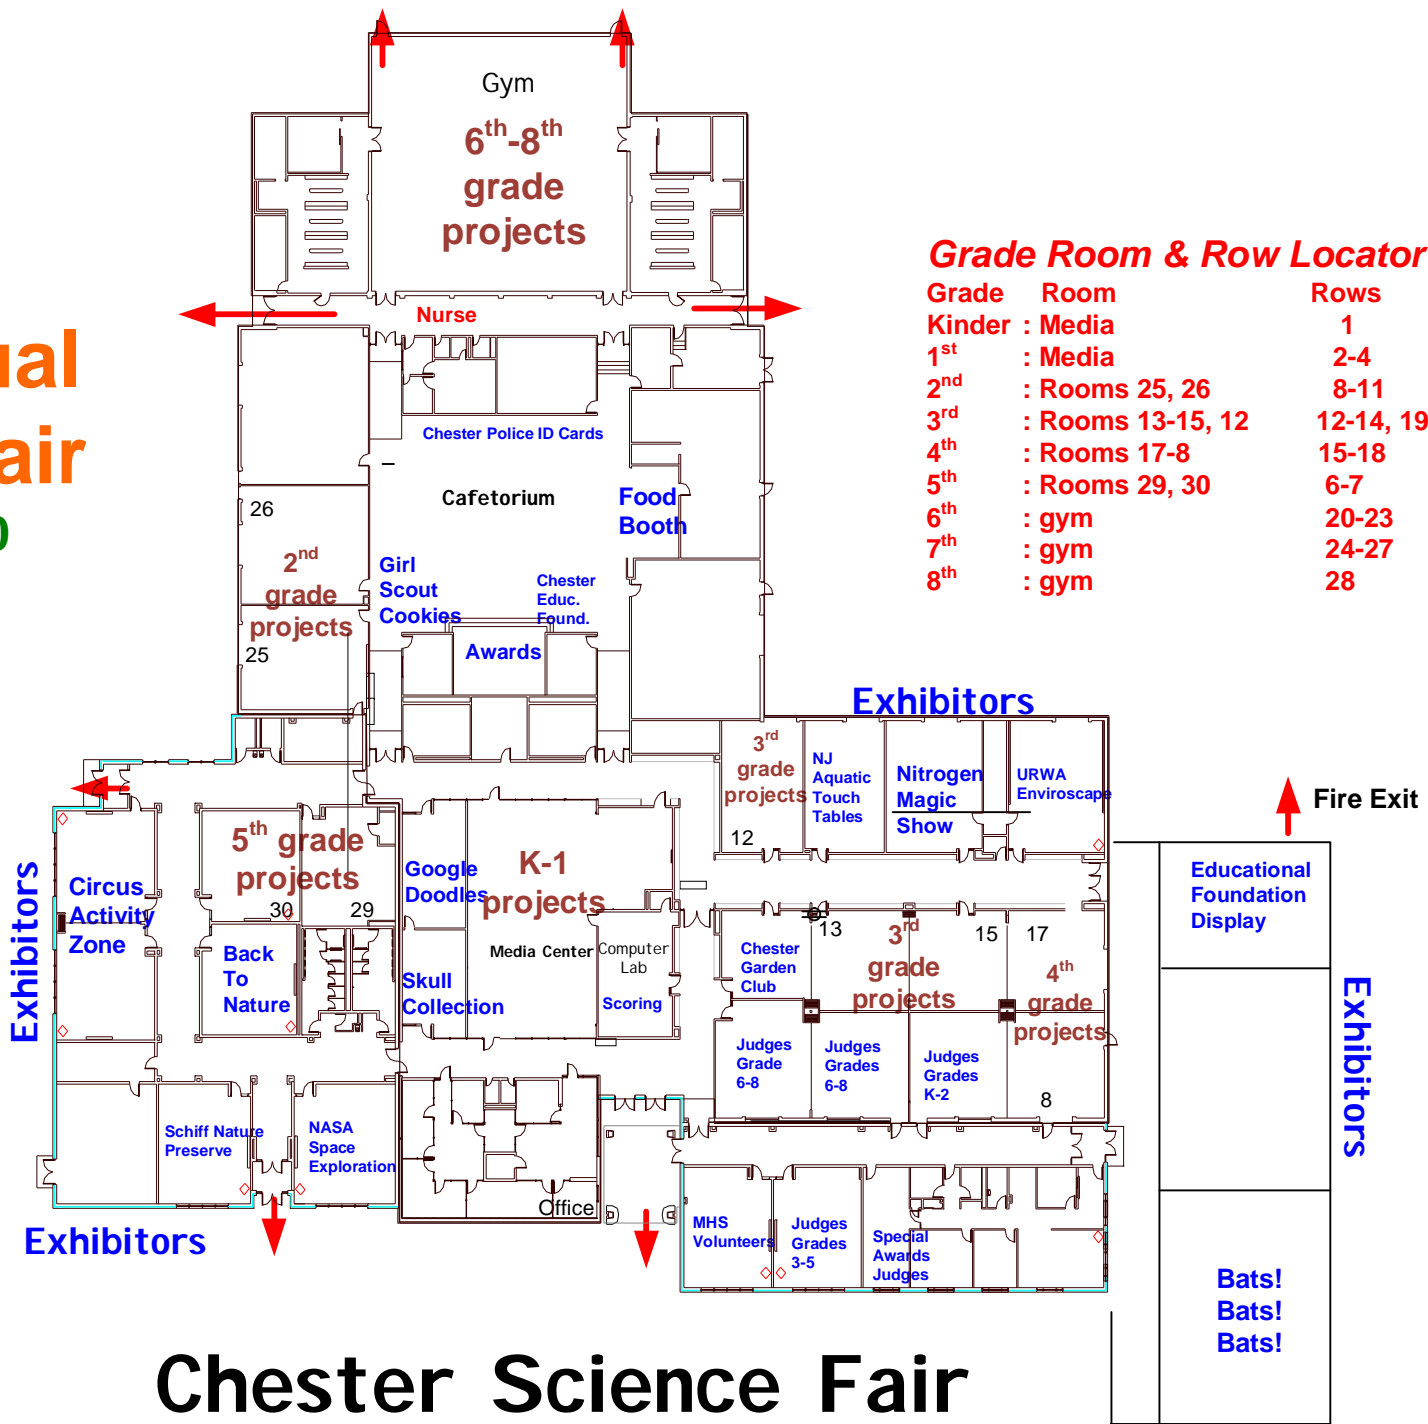 Gym
6th-8th
grade
projects
Nurse
Grade Room & Row Locator
Grade Room Rows
Kinder : Media 1
1st : Media 2-4
2nd : Rooms 25, 26 8-11
3rd : Rooms 13-15, 12 12-14, 19
4th : Rooms 17-8 15-18
5th : Rooms 29, 30 6-7
6th : gym 20-23
7th : gym 24-27
8th : gym 28
ual
air
0
Chester Police ID Cards
Cafetorium
Food
Booth
26
2nd
grade
projects
25
Girl
Scout
Cookies
Chester
Educ.
Found.
Awards
Exhibitors
3rd
grade
projects
12
NJ
Aquatic
Touch
Tables
Nitrogen
Magic
Show
URWA
Enviroscape
Fire Exit
Educational
Foundation
Display
Exhibitors
Bats!
Bats!
Bats!
Exhibitors
Circus
Activity
Zone
5th grade
projects
30
29
Back
To
Nature
Google
Doodles
K-1
projects
Media Center
Computer
Lab
Scoring
Skull
Collection
Chester
Garden
Club
13
3rd
grade
projects
15
17
4th
grade
projects
8
Judges
Grade
6-8
Judges
Grades
6-8
Judges
Grades
K-2
Schiff Nature
Preserve
NASA
Space
Exploration
Office
MHS
Volunteers
Judges
Grades
3-5
Special
Awards
Judges
Exhibitors
Chester Science Fair